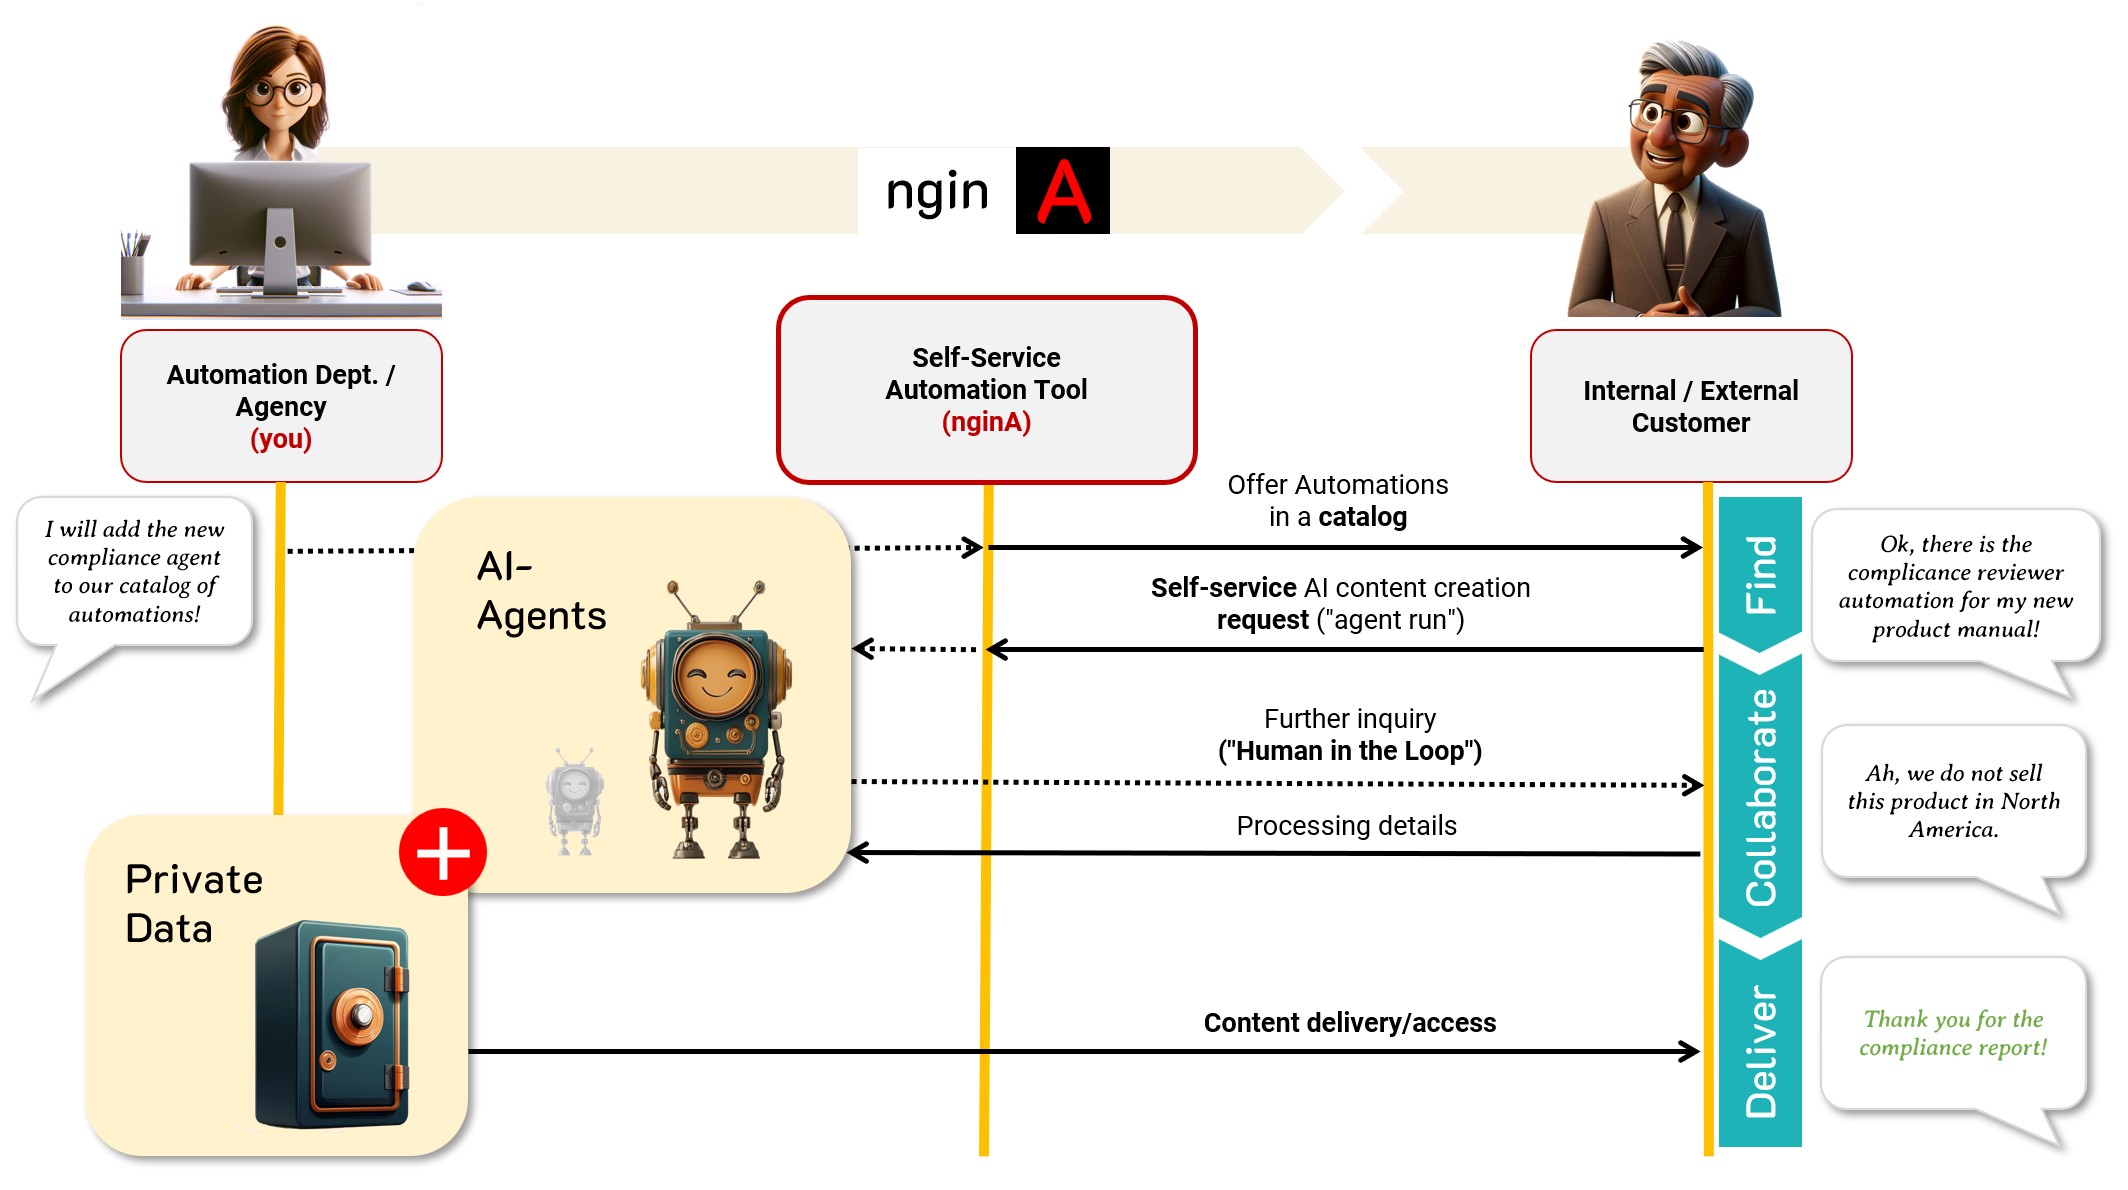 ngin A
Automation Dept. /
Agency
(you)
Self-Service
Automation Tool
(nginA)
Internal / External
Customer
I will add the new
compliance agent
to our catalog of
automations!
AI-
Agents
Private
Data
Offer Automations
in a catalog
Self-service AI content creation
request ("agent run")
Further inquiry
("Human in the Loop")
Processing details
Content delivery/access
Find
Collaborate
Deliver
Ok, there is the
complicance reviewer
automation for my new
product manual!
Ah, we do not sell
this product in North
America.
Thank you for the
compliance report!